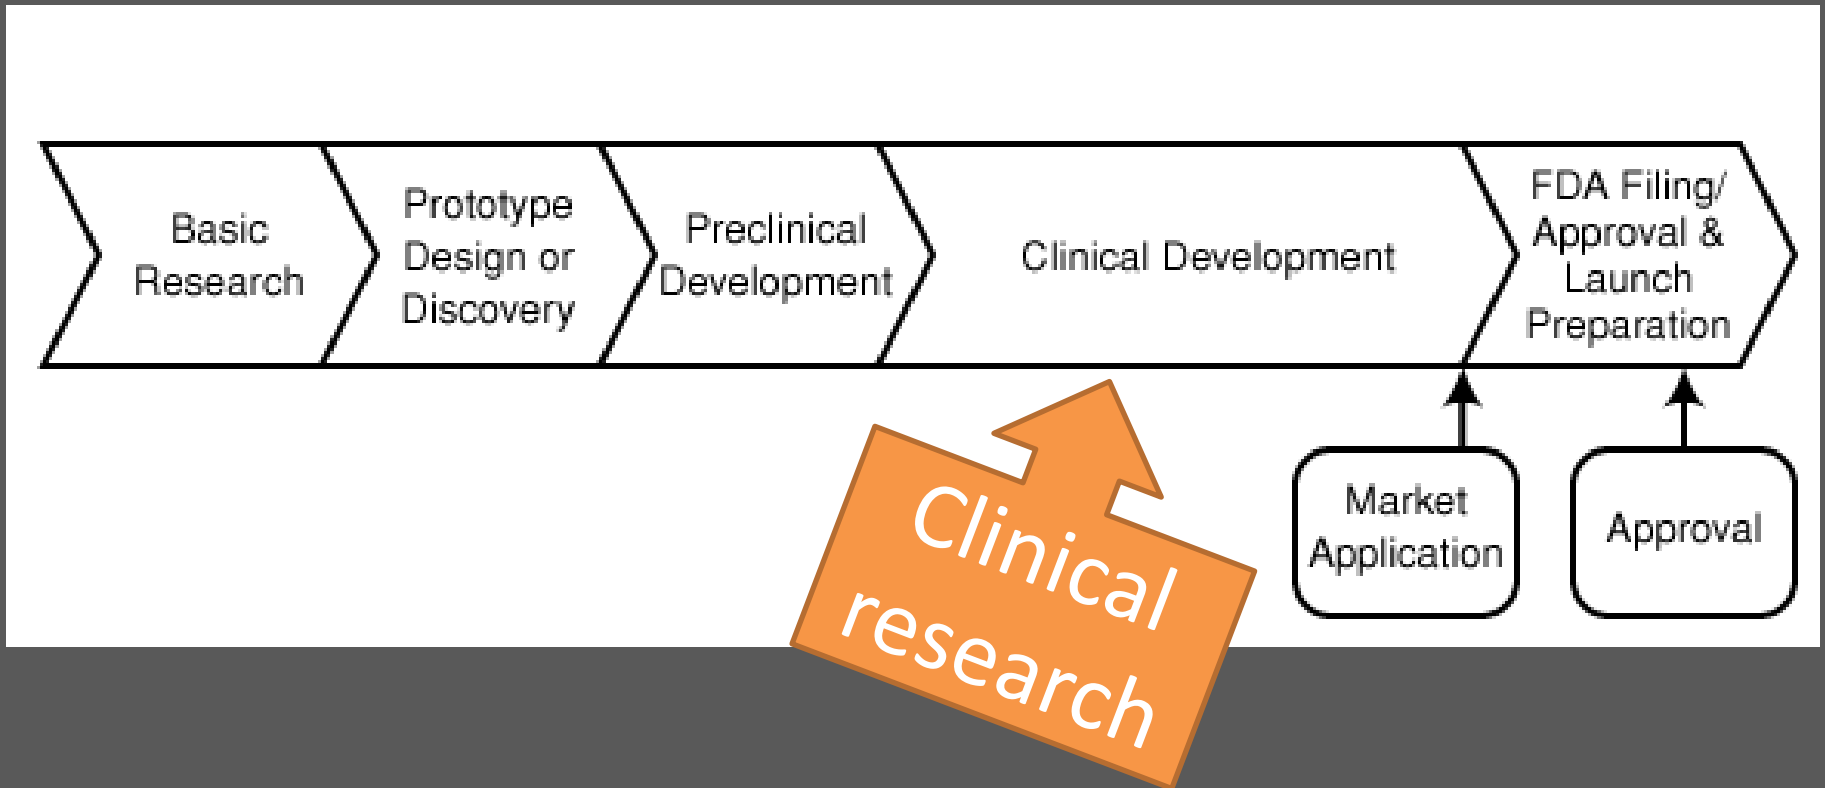 Basic
Research
Prototype
Design or
Discovery
Preclinical
Development
Clinical Development
FDA Filing/
Approval &
Launch
Preparation
Clinical
research
Market
Application
Approval